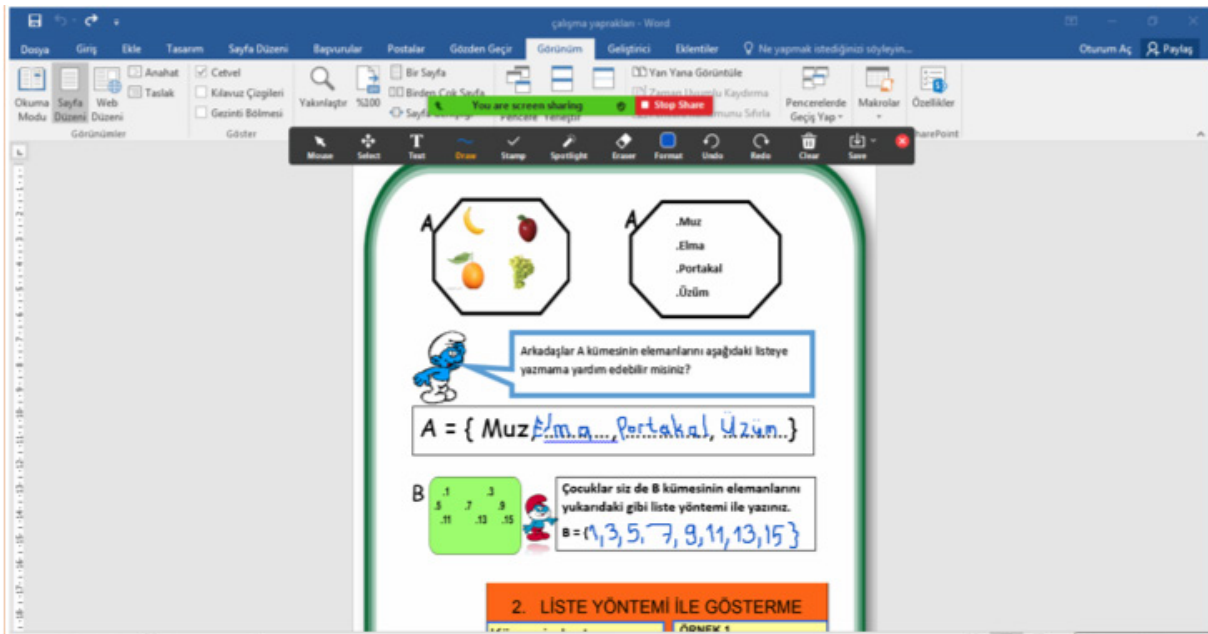 çalışma yaprakları - Word
Dosya Giriş Ekle Tasarım Sayfa Düzeni Başvurular Postalar Gözden Geçir Görünüm Geliştirici Eklentiler Ne yapmak istediğinizi söyleyin... Oturum Aç Paylaş
Okuma Modu
Sayfa Düzeni
Web Düzeni
Anahat
Taslak
Görünümler
Cetvel
Kılavuz Çizgileri
Gezinti Bölmesi
Göster
Yakınlaştır
%100
Bir Sayfa
Birden Çok Sayfa
Yan Yana Görüntüle
Zaman Uyumlu Kaydırma
Pencerelerde Geçiş Yap
Makrolar
Özellikler
SharePoint
You are screen sharing Stop Share
Mouse Select Text Draw Stamp Spotlight Eraser Format Undo Redo Clear Save
A
A
.Muz
.Elma
.Portakal
.Üzüm
Arkadaşlar A kümesinin elemanlarını aşağıdaki listeye
yazmama yardım edebilir misiniz?
A = { Muz, Elma...., Portakal, Üzüm..}
B
.1 .3
.5 .7 .9
.11 .13 .15
Çocuklar siz de B kümesinin elemanlarını
yukarıdaki gibi liste yöntemi ile yazınız.
B = {1, 3, 5, 7, 9, 11, 13, 15 }
2. LİSTE YÖNTEMİ İLE GÖSTERME
ÖRNEK 1